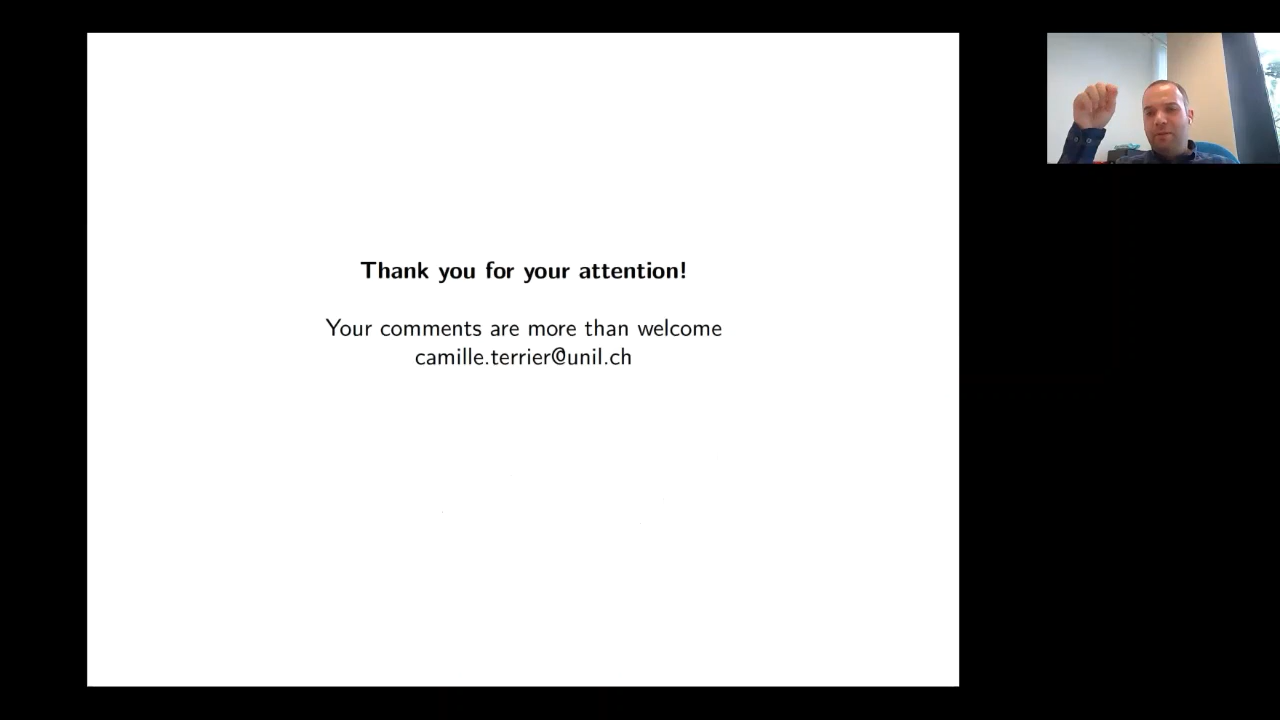 Thank you for your attention!
Your comments are more than welcome
camille.terrier@unil.ch